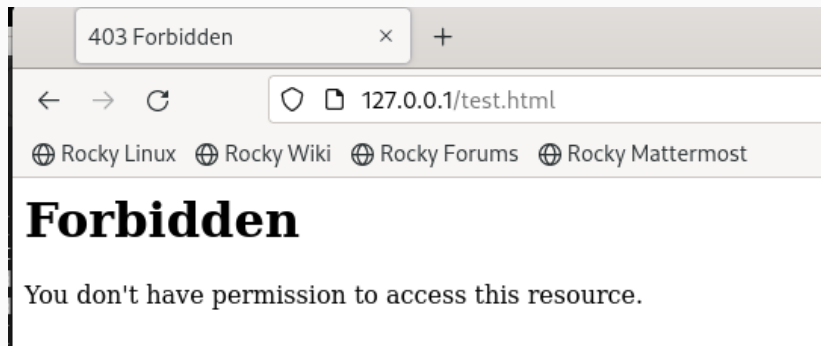 403 Forbidden
127.0.0.1/test.html
Rocky Linux Rocky Wiki Rocky Forums Rocky Mattermost
Forbidden
You don't have permission to access this resource.